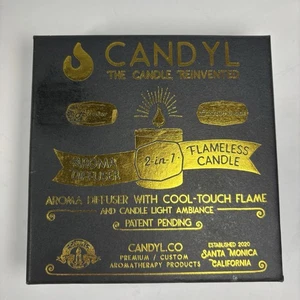 CANDYL
THE CANDLE, REINVENTED
AROMA DIFFUSER
2-in-1
FLAMELESS CANDLE
AROMA DIFFUSER WITH COOL-TOUCH FLAME
AND CANDLE LIGHT AMBIANCE
PATENT PENDING
CANDYL.CO
PREMIUM / CUSTOM
AROMATHERAPY PRODUCTS
ESTABLISHED 2020
SANTA MONICA
CALIFORNIA